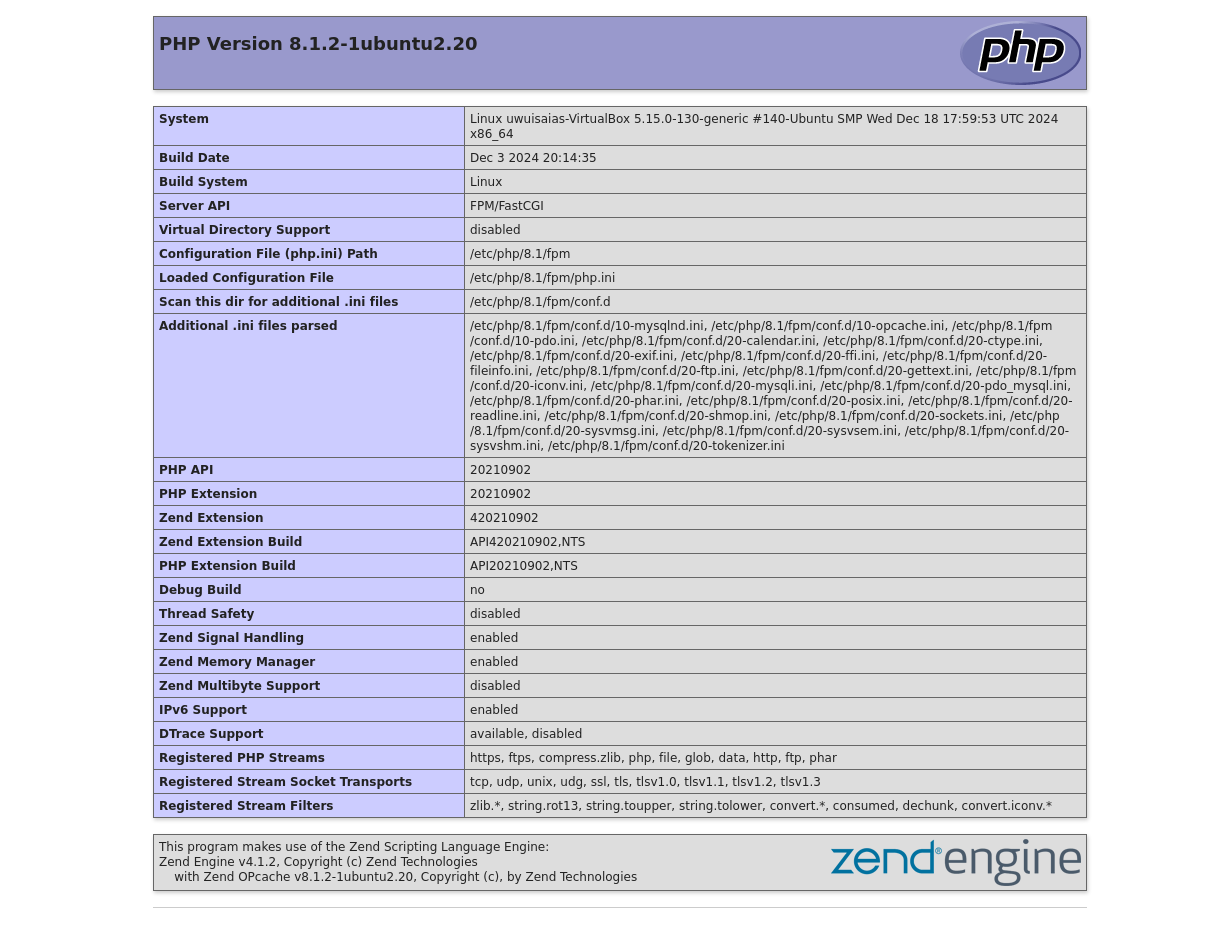 PHP Version 8.1.2-1ubuntu2.20
php
System
Linux uwuisaias-VirtualBox 5.15.0-130-generic #140-Ubuntu SMP Wed Dec 18 17:59:53 UTC 2024
x86_64
Build Date
Dec 3 2024 20:14:35
Build System
Linux
Server API
FPM/FastCGI
Virtual Directory Support
disabled
Configuration File (php.ini) Path
/etc/php/8.1/fpm
Loaded Configuration File
/etc/php/8.1/fpm/php.ini
Scan this dir for additional .ini files
/etc/php/8.1/fpm/conf.d
Additional .ini files parsed
/etc/php/8.1/fpm/conf.d/10-mysqlnd.ini, /etc/php/8.1/fpm/conf.d/10-opcache.ini, /etc/php/8.1/fpm
/conf.d/10-pdo.ini, /etc/php/8.1/fpm/conf.d/20-calendar.ini, /etc/php/8.1/fpm/conf.d/20-ctype.ini,
/etc/php/8.1/fpm/conf.d/20-exif.ini, /etc/php/8.1/fpm/conf.d/20-ffi.ini, /etc/php/8.1/fpm/conf.d/20-
fileinfo.ini, /etc/php/8.1/fpm/conf.d/20-ftp.ini, /etc/php/8.1/fpm/conf.d/20-gettext.ini, /etc/php/8.1/fpm
/conf.d/20-iconv.ini, /etc/php/8.1/fpm/conf.d/20-mysqli.ini, /etc/php/8.1/fpm/conf.d/20-pdo_mysql.ini,
/etc/php/8.1/fpm/conf.d/20-phar.ini, /etc/php/8.1/fpm/conf.d/20-posix.ini, /etc/php/8.1/fpm/conf.d/20-
readline.ini, /etc/php/8.1/fpm/conf.d/20-shmop.ini, /etc/php/8.1/fpm/conf.d/20-sockets.ini, /etc/php
/8.1/fpm/conf.d/20-sysvmsg.ini, /etc/php/8.1/fpm/conf.d/20-sysvsem.ini, /etc/php/8.1/fpm/conf.d/20-
sysvshm.ini, /etc/php/8.1/fpm/conf.d/20-tokenizer.ini
PHP API
20210902
PHP Extension
20210902
Zend Extension
420210902
Zend Extension Build
API420210902,NTS
PHP Extension Build
API20210902,NTS
Debug Build
no
Thread Safety
disabled
Zend Signal Handling
enabled
Zend Memory Manager
enabled
Zend Multibyte Support
disabled
IPv6 Support
enabled
DTrace Support
available, disabled
Registered PHP Streams
https, ftps, compress.zlib, php, file, glob, data, http, ftp, phar
Registered Stream Socket Transports
tcp, udp, unix, udg, ssl, tls, tlsv1.0, tlsv1.1, tlsv1.2, tlsv1.3
Registered Stream Filters
zlib.*, string.rot13, string.toupper, string.tolower, convert.*, consumed, dechunk, convert.iconv.*
This program makes use of the Zend Scripting Language Engine:
Zend Engine v4.1.2, Copyright (c) Zend Technologies
with Zend OPcache v8.1.2-1ubuntu2.20, Copyright (c), by Zend Technologies
zend® engine